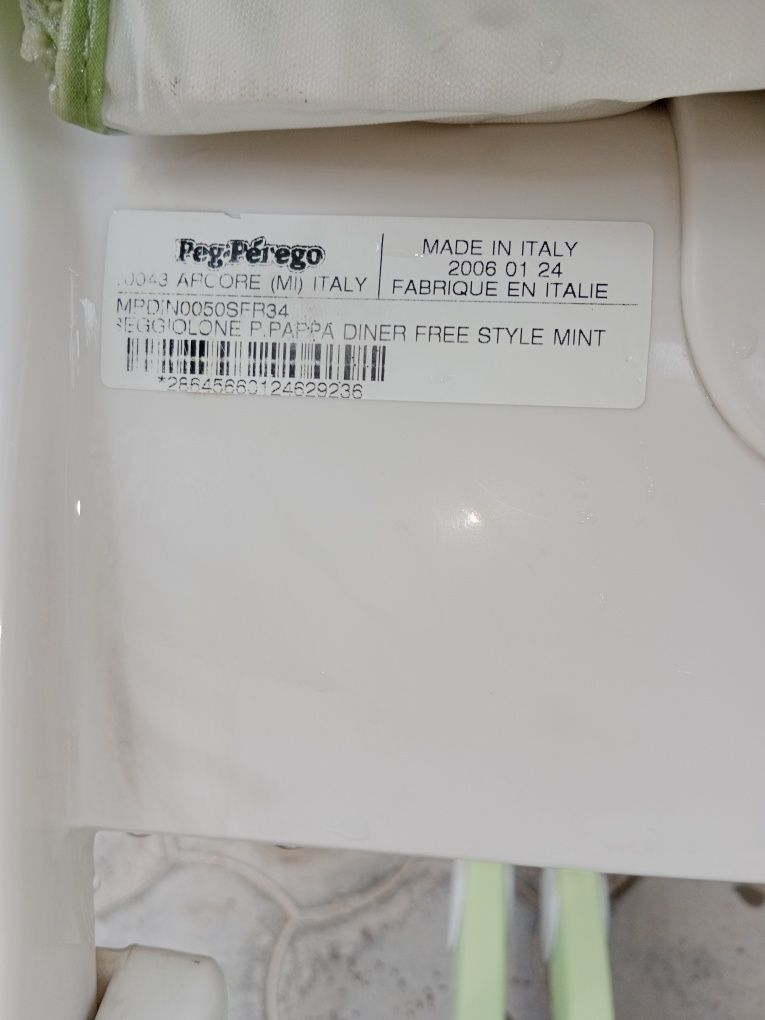 Peg-Pérego
ARCORE (MI) ITALY
MADE IN ITALY
2006 01 24
FABRIQUE EN ITALIE
MPDIN0050SFR34
P.PAPPA DINER FREE STYLE MINT